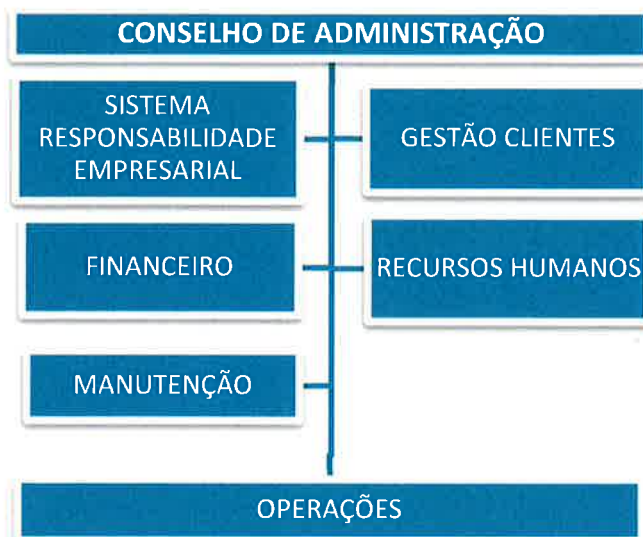 CONSELHO DE ADMINISTRAÇÃO
SISTEMA
RESPONSABILIDADE
EMPRESARIAL
GESTÃO CLIENTES
FINANCEIRO
RECURSOS HUMANOS
MANUTENÇÃO
OPERAÇÕES